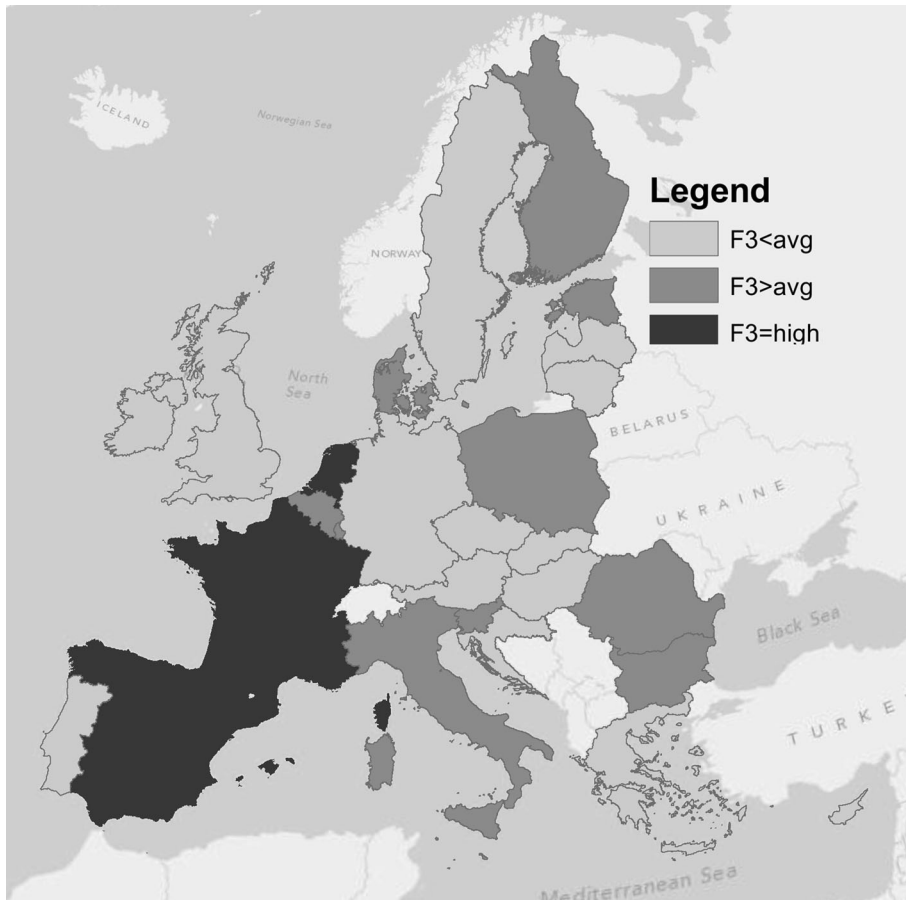 ICELAND
Norwegian Sea
Legend
F3<avg
NORWAY
F3>avg
F3=high
North
Sea
BELARUS
UKRAINE
Black Sea
TURKE
Mediterranean Sea